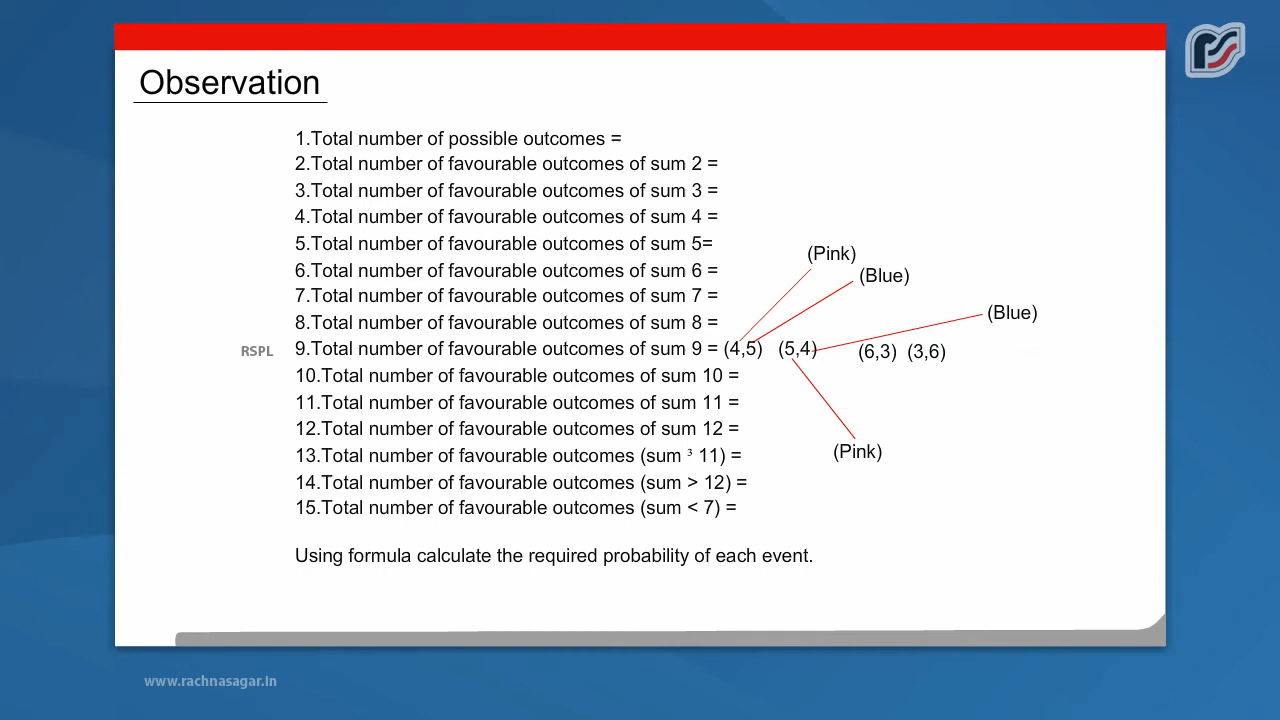 Observation
1.Total number of possible outcomes =
2.Total number of favourable outcomes of sum 2 =
3.Total number of favourable outcomes of sum 3 =
4.Total number of favourable outcomes of sum 4 =
5.Total number of favourable outcomes of sum 5=
(Pink)
(Blue)
6.Total number of favourable outcomes of sum 6 =
7.Total number of favourable outcomes of sum 7 =
(Blue)
8.Total number of favourable outcomes of sum 8 =
RSPL
9.Total number of favourable outcomes of sum 9 = (4,5) (5,4) (6,3) (3,6)
10.Total number of favourable outcomes of sum 10 =
11.Total number of favourable outcomes of sum 11 =
12.Total number of favourable outcomes of sum 12 =
(Pink)
13.Total number of favourable outcomes (sum ³ 11) =
14.Total number of favourable outcomes (sum > 12) =
15.Total number of favourable outcomes (sum < 7) =
Using formula calculate the required probability of each event.
www.rachnasagar.in